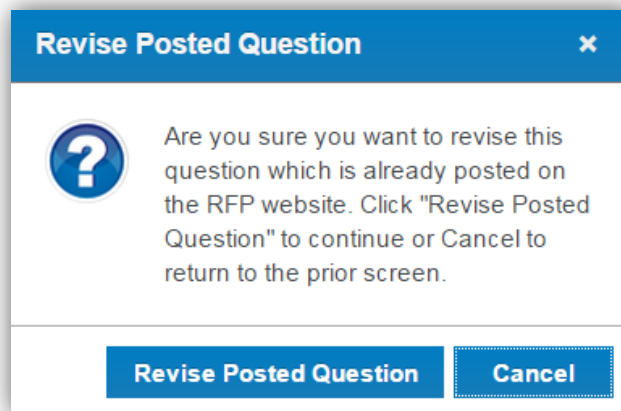 Revise Posted Question ×
?
Are you sure you want to revise this
question which is already posted on
the RFP website. Click "Revise Posted
Question" to continue or Cancel to
return to the prior screen.
Revise Posted Question Cancel